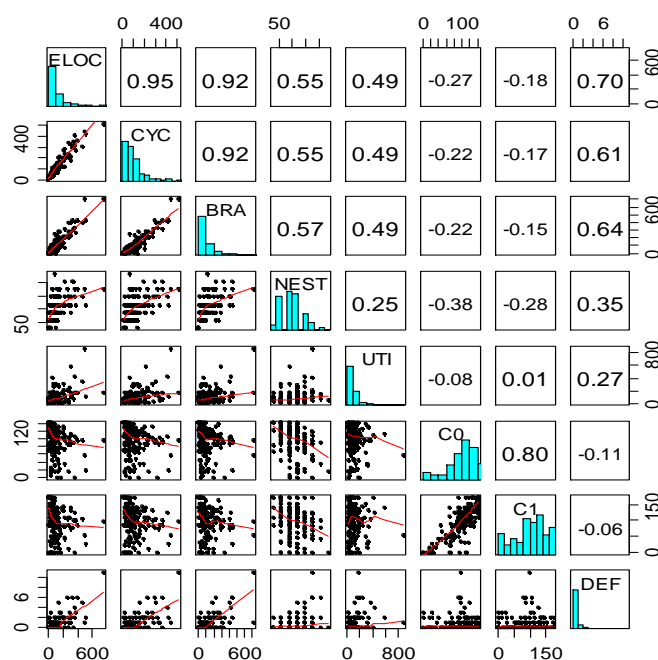 0 400
50
0 100
0 6
ELOC 0.95 0.92 0.55 0.49 -0.27 -0.18 0.70 0 600
0 400 CYC 0.92 0.55 0.49 -0.22 -0.17 0.61
BRA 0.57 0.49 -0.22 -0.15 0.64 0 600
50 NEST 0.25 -0.38 -0.28 0.35
UTI -0.08 0.01 0.27 0 800
0 120 C0 0.80 -0.11
C1 -0.06 0 150
0 6 DEF
0 600
0 600
0 800
0 150